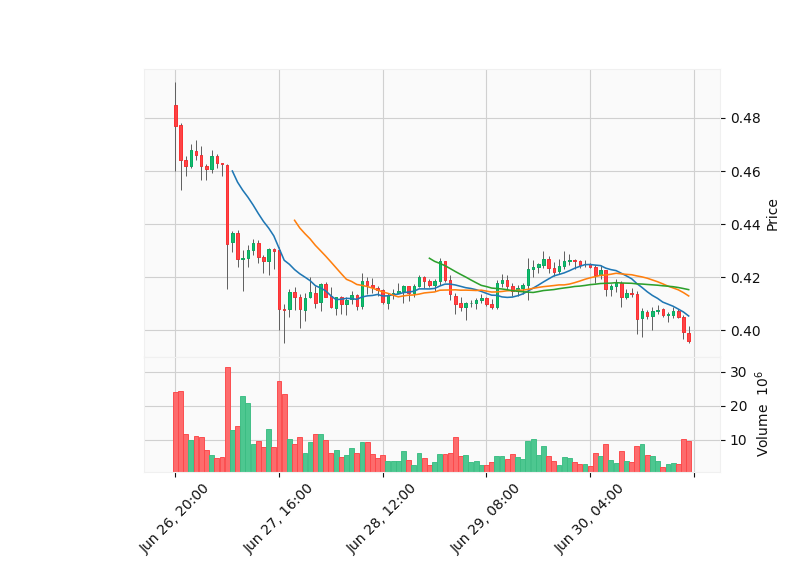 0.48
0.46
0.44
0.42
0.40
Price
30
20
10
Volume 10^6
Jun 26, 20:00
Jun 27, 16:00
Jun 28, 12:00
Jun 29, 08:00
Jun 30, 04:00